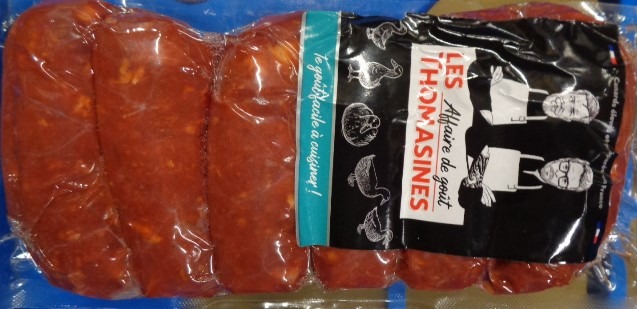 Le goût facile à cuisiner !
LES
Affaire de goût
THOMASINES